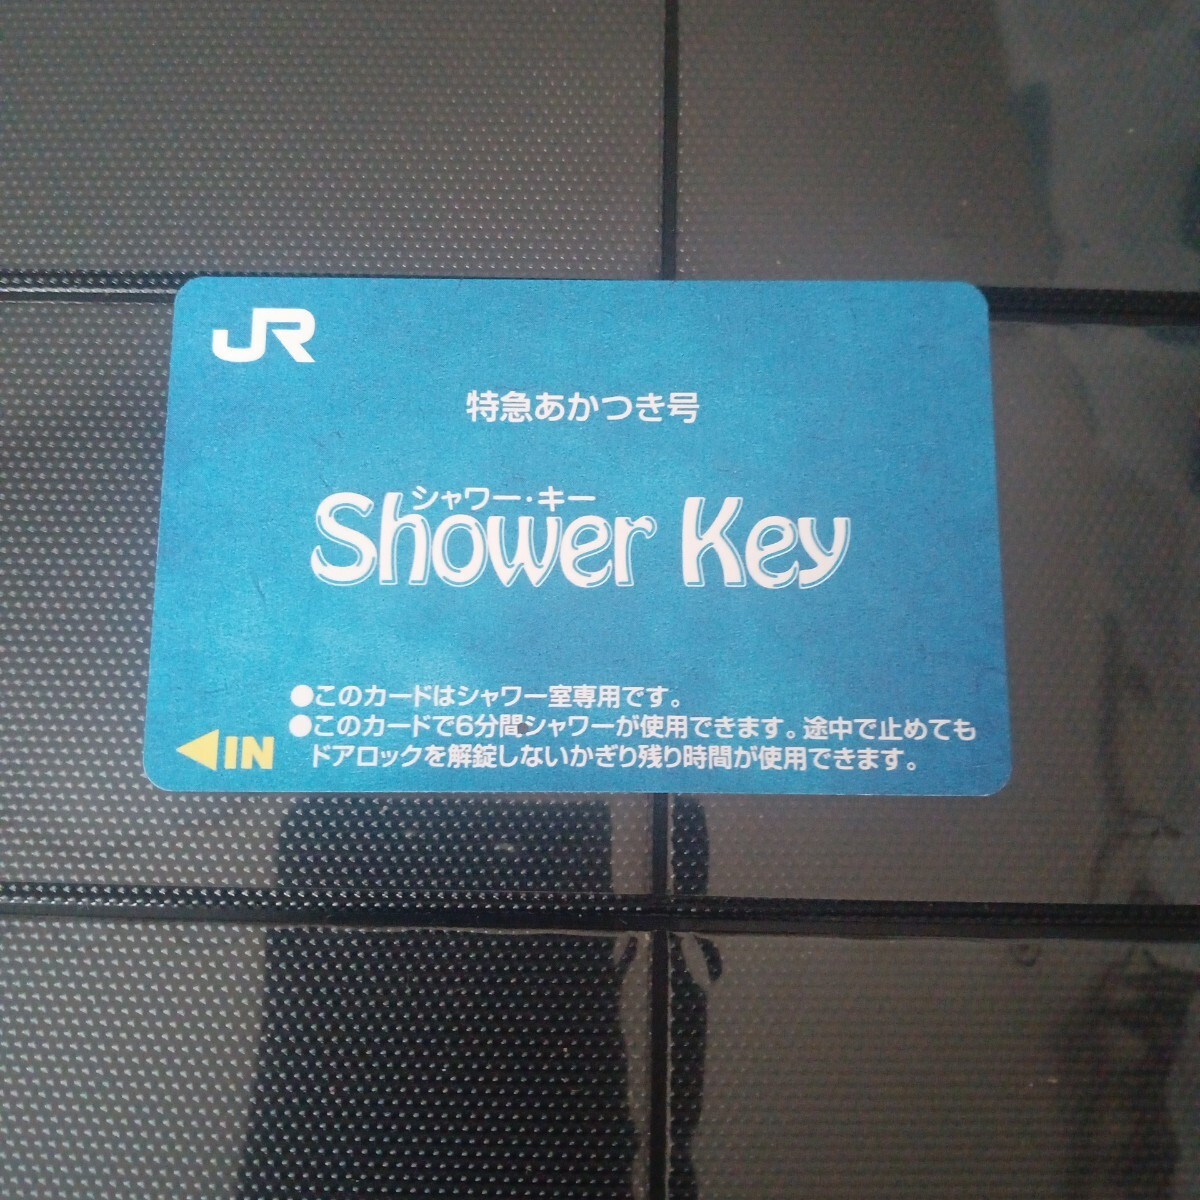 JR
特急あかつき号
シャワー・キー
Shower Key
●このカードはシャワー室専用です。
●このカードで6分間シャワーが使用できます。途中で止めても
ドアロックを解錠しないかぎり残り時間が使用できます。
◀IN